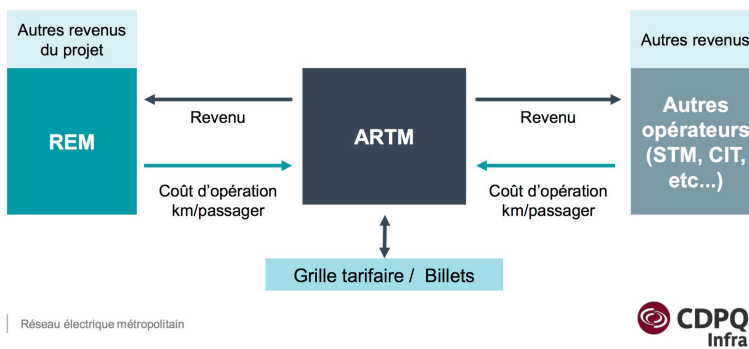 Autres revenus
du projet
REM
Revenu
Coût d'opération
km/passager
ARTM
Revenu
Coût d'opération
km/passager
Autres revenus
Autres
opérateurs
(STM, CIT,
etc...)
Grille tarifaire / Billets
Réseau électrique métropolitain
CDPQ
Infra